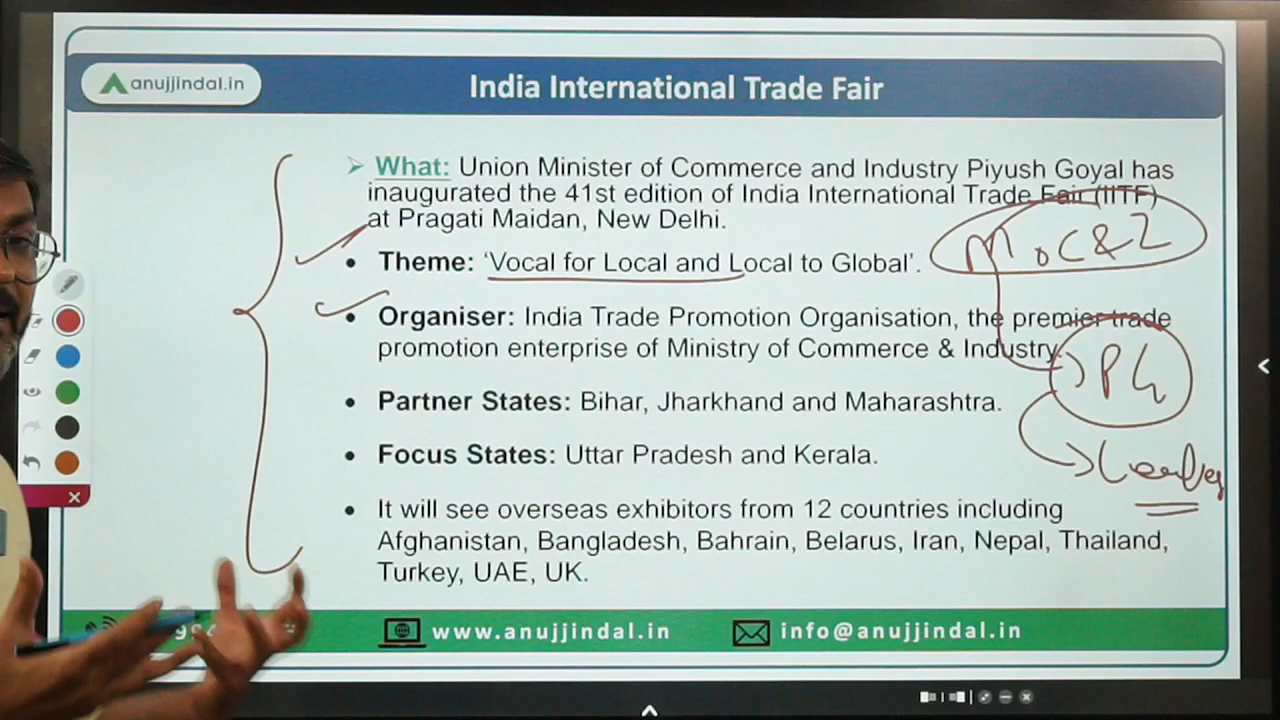 anujjindal.in
India International Trade Fair
What: Union Minister of Commerce and Industry Piyush Goyal has
inaugurated the 41st edition of India International Trade Fair (IITF)
at Pragati Maidan, New Delhi.
MoC&I
• Theme: ‘Vocal for Local and Local to Global’.
• Organiser: India Trade Promotion Organisation, the premier trade
promotion enterprise of Ministry of Commerce & Industry.
PG
• Partner States: Bihar, Jharkhand and Maharashtra.
• Focus States: Uttar Pradesh and Kerala.
• It will see overseas exhibitors from 12 countries including
Afghanistan, Bangladesh, Bahrain, Belarus, Iran, Nepal, Thailand,
Turkey, UAE, UK.
www.anujjindal.in
info@anujjindal.in